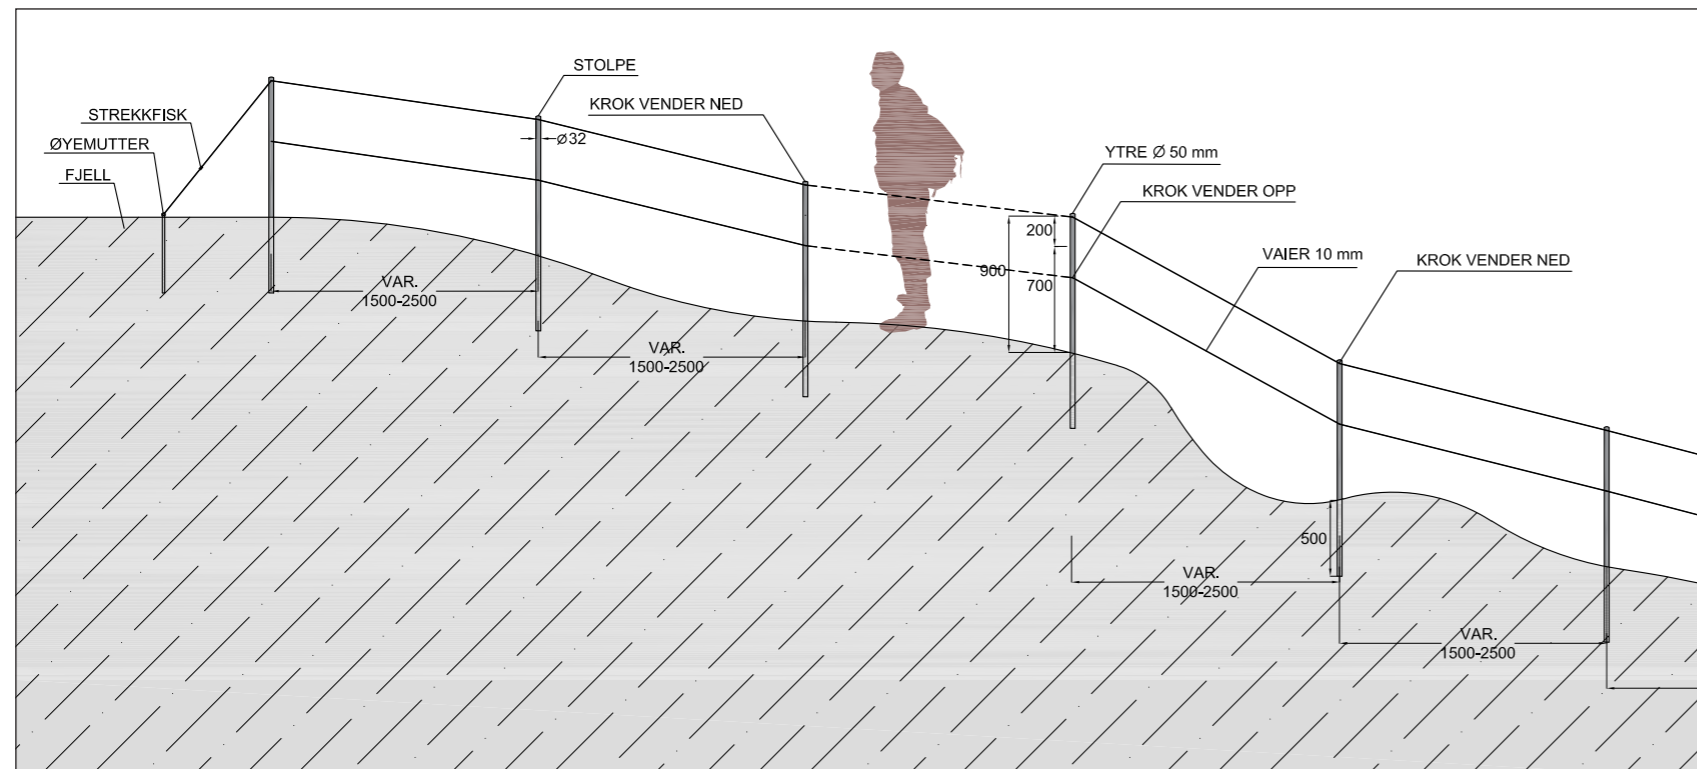 STOLPE
KROK VENDER NED
STREKKFISK
Ø32
ØYEMUTTER
YTRE Ø 50 mm
FJELL
KROK VENDER OPP
200
VAIER 10 mm
KROK VENDER NED
900
700
VAR.
1500-2500
VAR.
1500-2500
500
VAR.
1500-2500
VAR.
1500-2500